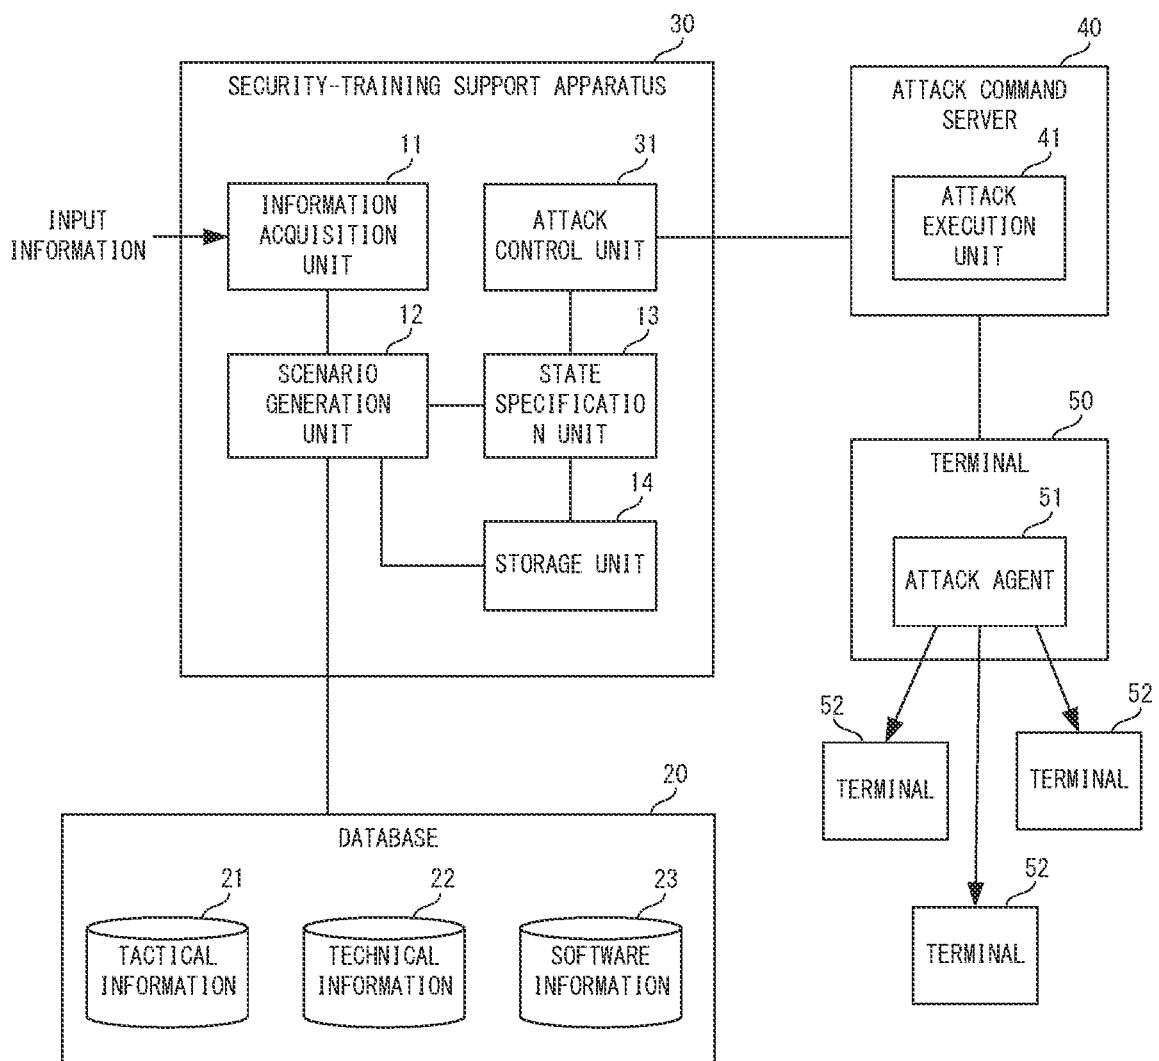 30
SECURITY-TRAINING SUPPORT APPARATUS
40
ATTACK COMMAND
SERVER
41
ATTACK
EXECUTION
UNIT
11
INFORMATION
ACQUISITION
UNIT
31
ATTACK
CONTROL UNIT
INPUT
INFORMATION
12
SCENARIO
GENERATION
UNIT
13
STATE
SPECIFICATIO
N UNIT
14
STORAGE UNIT
50
TERMINAL
51
ATTACK AGENT
52
TERMINAL
52
TERMINAL
52
TERMINAL
20
DATABASE
21
TACTICAL
INFORMATION
22
TECHNICAL
INFORMATION
23
SOFTWARE
INFORMATION